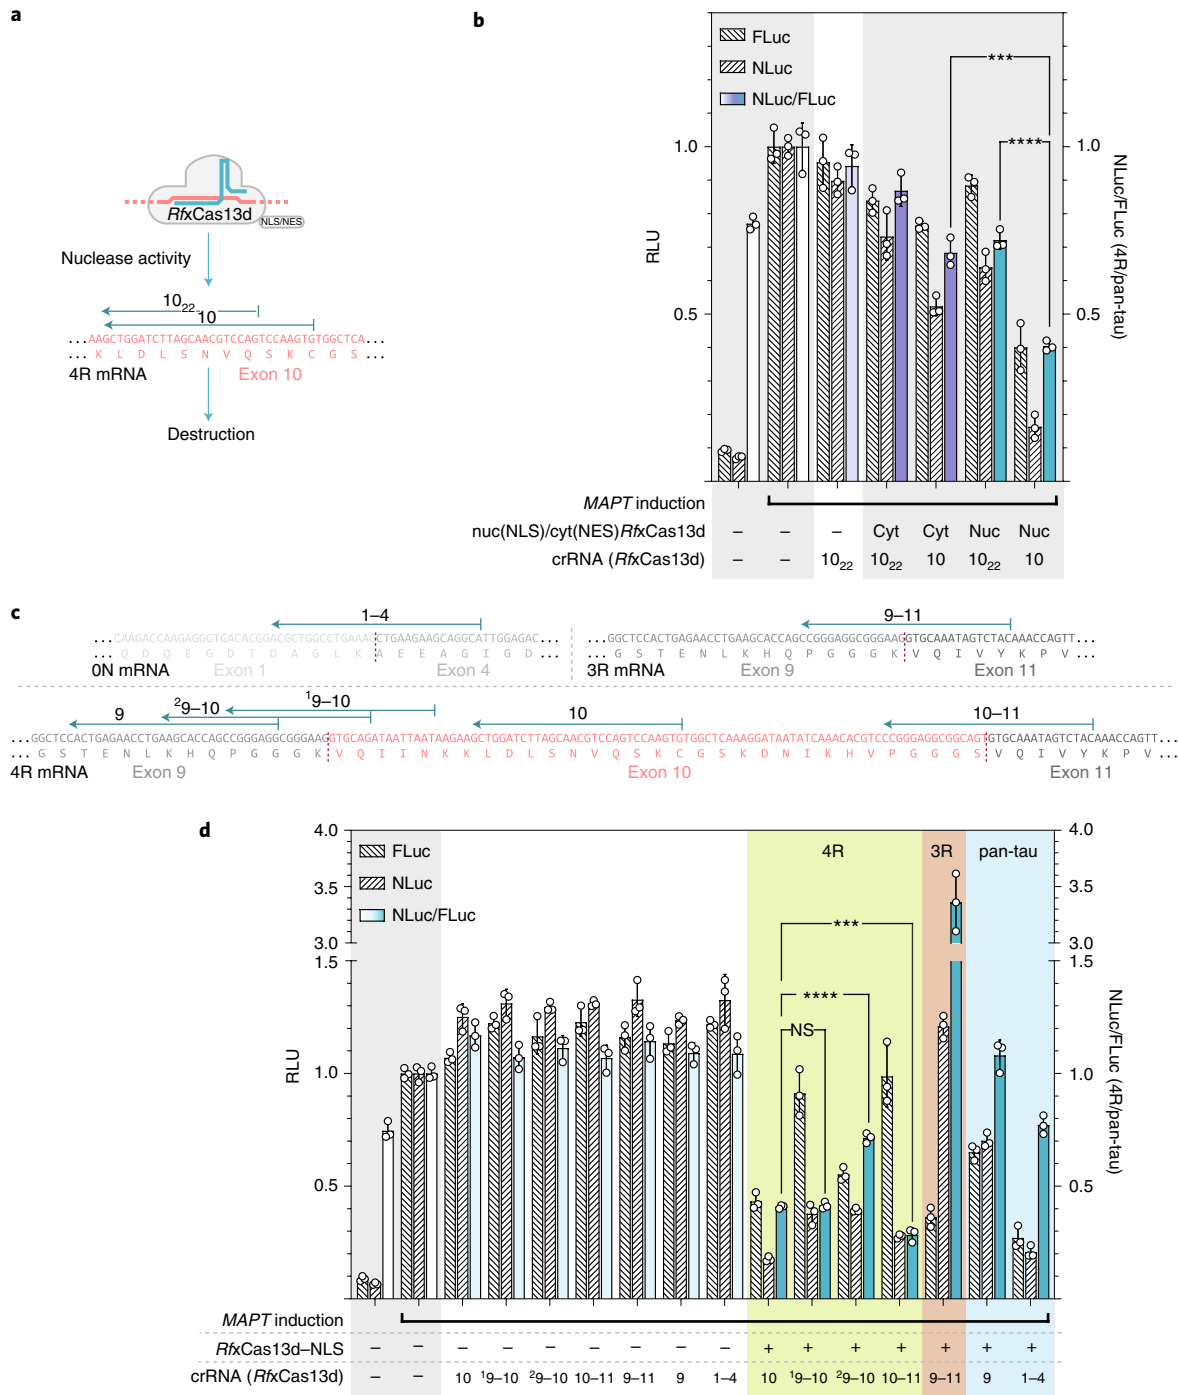 a
RfxCas13d
NLS/NES
Nuclease activity
10₂₂
10
...AAGCTGGATCTTAGCAACGTCCAGTCCAAGTGTGGCTCA...
...K L D L S N V Q S K C G S...
4R mRNA
Exon 10
Destruction
b
FLuc
NLuc
NLuc/FLuc
***
****
1.0
0.5
RLU
1.0
0.5
NLuc/FLuc (4R/pan-tau)
MAPT induction
nuc(NLS)/cyt(NES)RfxCas13d – – – Cyt Cyt Nuc Nuc
crRNA (RfxCas13d) – – 10₂₂ 10₂₂ 10 10₂₂ 10
c
1–4
...CAAGACCAAGAGGGTGACACGGACGCTGGCCTGAAAGCTGAAGAAGCAGGCATTGGAGAC...
...Q D Q E G D T D A G L K A E E A G I G D...
0N mRNA
Exon 1
Exon 4
9–11
...GGCTCCACTGAGAACCTGAAGCACCAGCCGGGAGGCGGGAAGGTGCAAATAGTCTACAAACCAGTT...
...G S T E N L K H Q P G G G K V Q I V Y K P V...
3R mRNA
Exon 9
Exon 11
9
²9–10
¹9–10
10
10–11
...GGCTCCACTGAGAACCTGAAGCACCAGCCGGGAGGCGGGAAGGTGCAGATAATTAATAAGAAGCTGGATCTTAGCAACGTCCAGTCCAAGTGTGGCTCAAAGGATAATATCAAACACGTCCCGGGAGGCGGCAGTGTGCAAATAGTCTACAAACCAGTT...
...G S T E N L K H Q P G G G K V Q I I N K K L D L S N V Q S K C G S K D N I K H V P G G G S V Q I V Y K P V...
4R mRNA
Exon 9
Exon 10
Exon 11
d
FLuc
NLuc
NLuc/FLuc
4R
3R
pan-tau
***
****
NS
4.0
3.5
3.0
1.5
1.0
0.5
RLU
4.0
3.5
3.0
1.5
1.0
0.5
NLuc/FLuc (4R/pan-tau)
MAPT induction
RfxCas13d–NLS – – – – – – – – – + + + + + + +
crRNA (RfxCas13d) – – 10 ¹9–10 ²9–10 10–11 9–11 9 1–4 10 ¹9–10 ²9–10 10–11 9–11 9 1–4